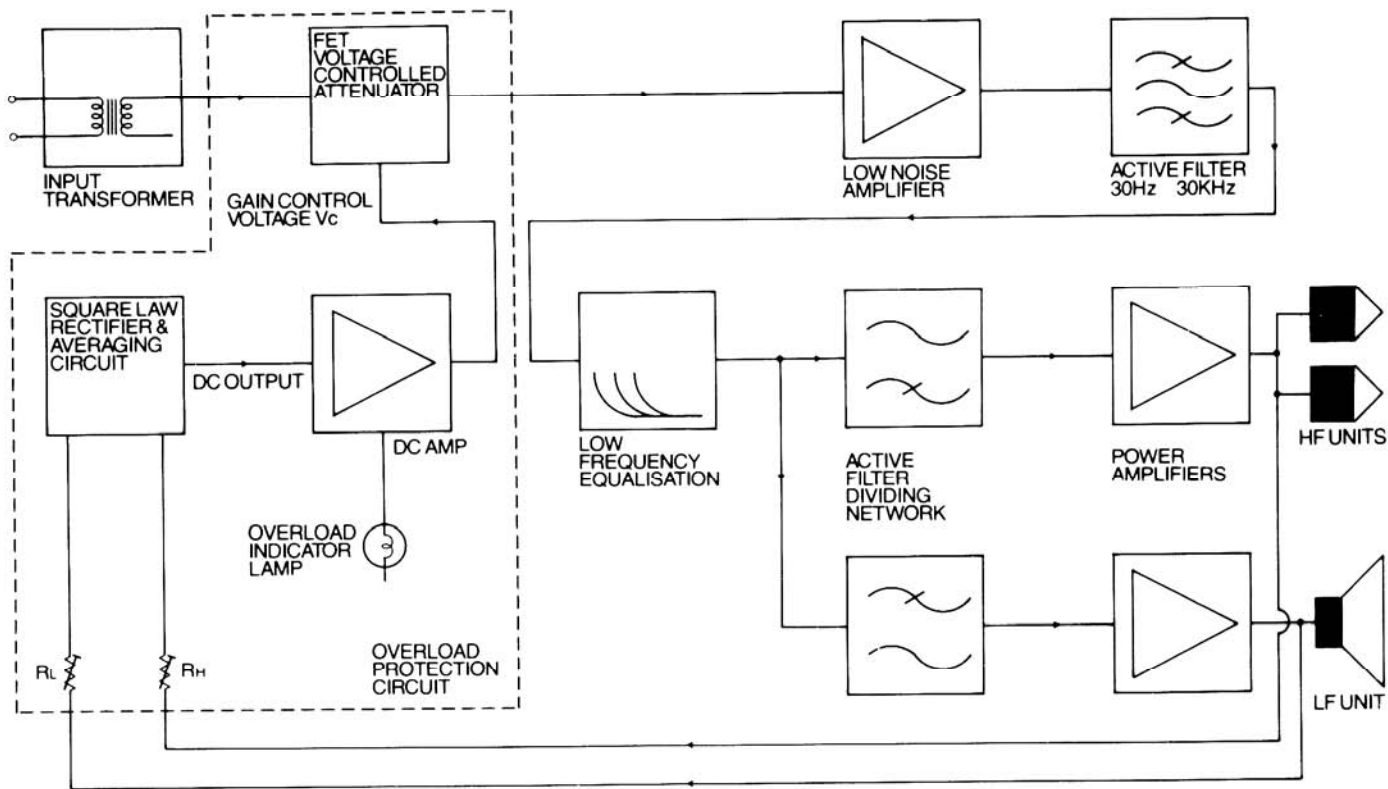 FET
VOLTAGE
CONTROLLED
ATTENUATOR
INPUT
TRANSFORMER
GAIN CONTROL
VOLTAGE Vc
LOW NOISE
AMPLIFIER
ACTIVE FILTER
30Hz 30KHz
SQUARE LAW
RECTIFIER &
AVERAGING
CIRCUIT
DC OUTPUT
DC AMP
OVERLOAD
INDICATOR
LAMP
LOW
FREQUENCY
EQUALISATION
ACTIVE
FILTER
DIVIDING
NETWORK
POWER
AMPLIFIERS
HF UNITS
RL
RH
OVERLOAD
PROTECTION
CIRCUIT
LF UNIT